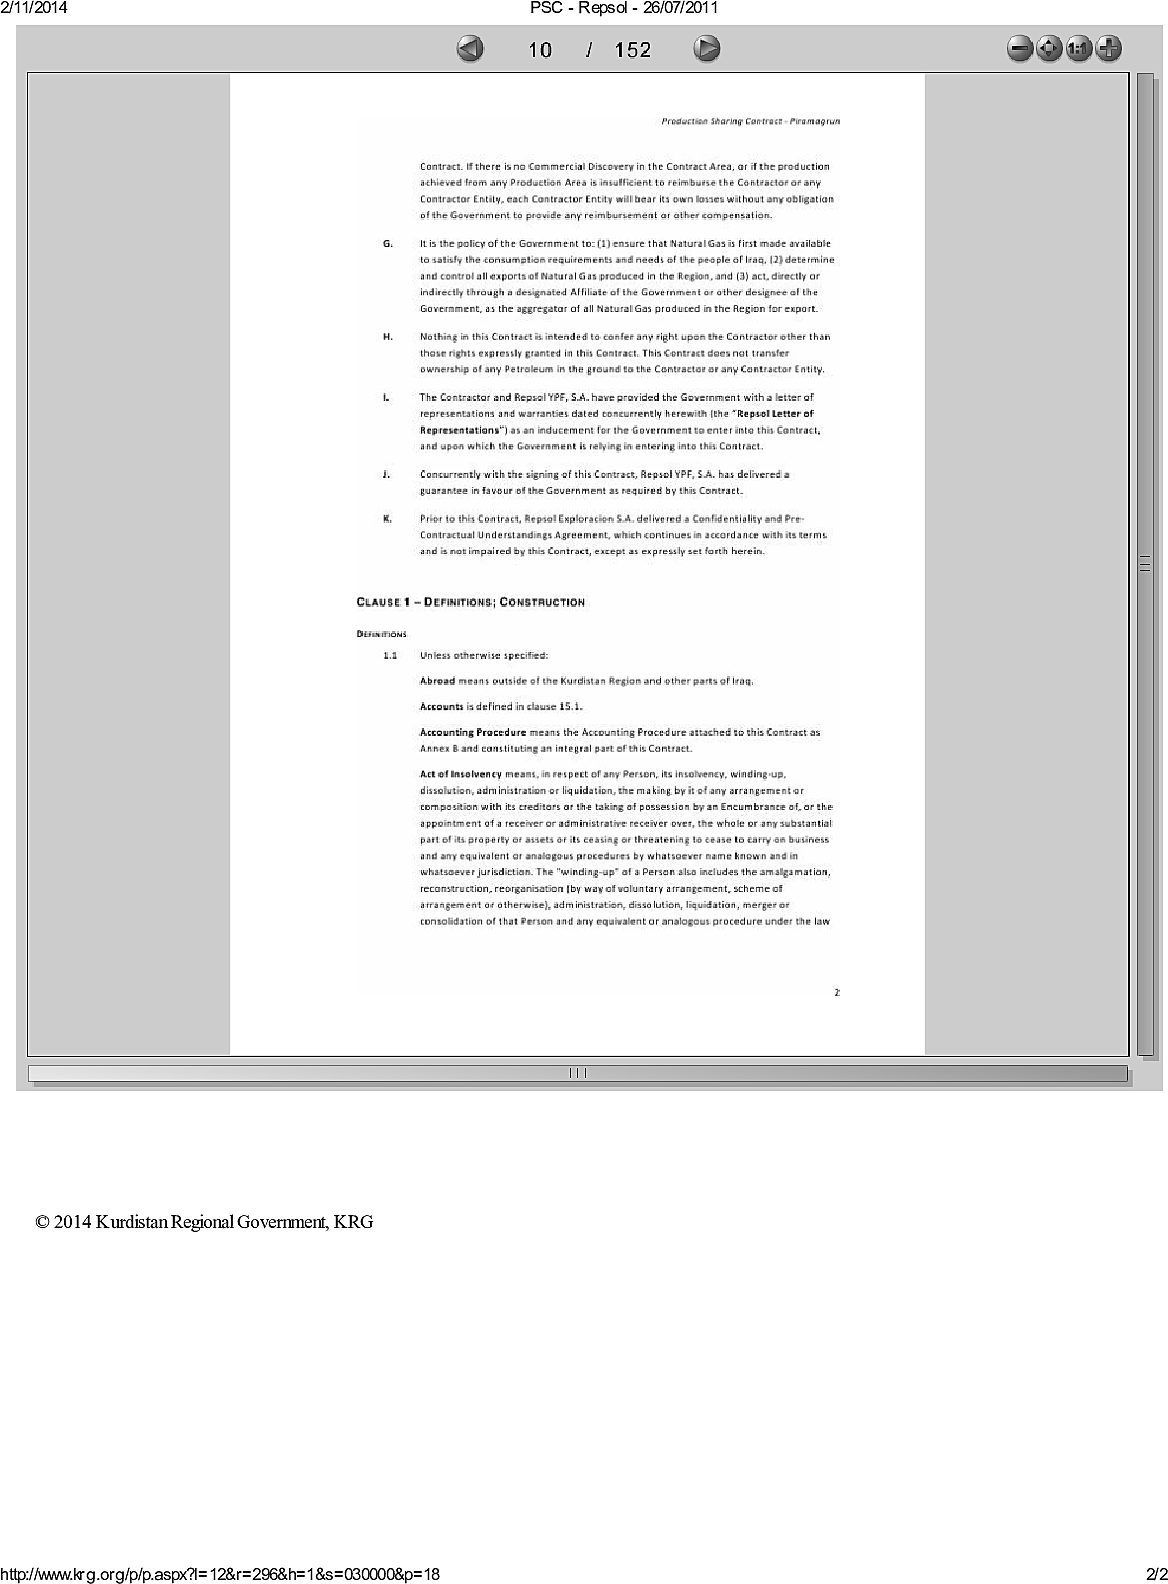 2/11/2014 PSC - Repsol - 26/07/2011
10 / 152
1:1
Production Sharing Contract - Piramagrun
Contract. If there is no Commercial Discovery in the Contract Area, or if the production
achieved from any Production Area is insufficient to reimburse the Contractor or any
Contractor Entity, each Contractor Entity will bear its own losses without any obligation
of the Government to provide any reimbursement or other compensation.
G. It is the policy of the Government to: (1) ensure that Natural Gas is first made available
to satisfy the consumption requirements and needs of the people of Iraq, (2) determine
and control all exports of Natural Gas produced in the Region, and (3) act, directly or
indirectly through a designated Affiliate of the Government or other designee of the
Government, as the aggregator of all Natural Gas produced in the Region for export.
H. Nothing in this Contract is intended to confer any right upon the Contractor other than
those rights expressly granted in this Contract. This Contract does not transfer
ownership of any Petroleum in the ground to the Contractor or any Contractor Entity.
I. The Contractor and Repsol YPF, S.A. have provided the Government with a letter of
representations and warranties dated concurrently herewith (the “Repsol Letter of
Representations”) as an inducement for the Government to enter into this Contract,
and upon which the Government is relying in entering into this Contract.
J. Concurrently with the signing of this Contract, Repsol YPF, S.A. has delivered a
guarantee in favour of the Government as required by this Contract.
K. Prior to this Contract, Repsol Exploracion S.A. delivered a Confidentiality and Pre-
Contractual Understandings Agreement, which continues in accordance with its terms
and is not impaired by this Contract, except as expressly set forth herein.
CLAUSE 1 – DEFINITIONS; CONSTRUCTION
DEFINITIONS
1.1 Unless otherwise specified:
Abroad means outside of the Kurdistan Region and other parts of Iraq.
Accounts is defined in clause 15.1.
Accounting Procedure means the Accounting Procedure attached to this Contract as
Annex B and constituting an integral part of this Contract.
Act of Insolvency means, in respect of any Person, its insolvency, winding-up,
dissolution, administration or liquidation, the making by it of any arrangement or
composition with its creditors or the taking of possession by an Encumbrance of, or the
appointment of a receiver or administrative receiver over, the whole or any substantial
part of its property or assets or its ceasing or threatening to cease to carry on business
and any equivalent or analogous procedures by whatsoever name known and in
whatsoever jurisdiction. The "winding-up" of a Person also includes the amalgamation,
reconstruction, reorganisation (by way of voluntary arrangement, scheme of
arrangement or otherwise), administration, dissolution, liquidation, merger or
consolidation of that Person and any equivalent or analogous procedure under the law
2
© 2014 Kurdistan Regional Government, KRG
http://www.krg.org/p/p.aspx?l=12&r=296&h=1&s=030000&p=18 2/2